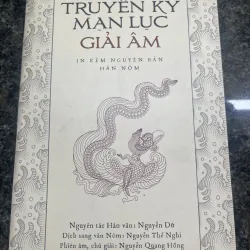 TRUYỀN KỲ
MẠN LỤC
GIẢI ÂM
IN KÈM NGUYÊN BẢN
HÁN NÔM
Nguyên tác Hán văn: Nguyễn Dữ
Dịch sang văn Nôm: Nguyễn Thế Nghi
Phiên âm, chú giải: Nguyễn Quang Hồng